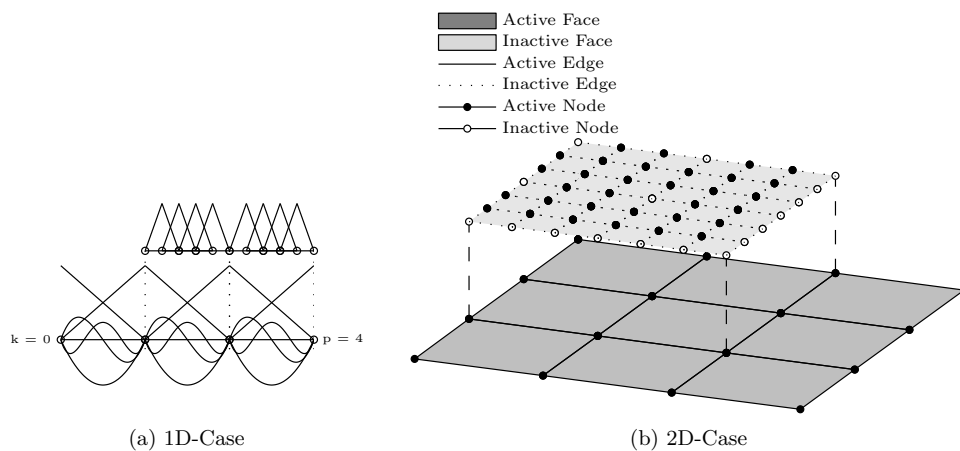 Active Face
Inactive Face
Active Edge
Inactive Edge
Active Node
Inactive Node
k = 0
p = 4
(a) 1D-Case
(b) 2D-Case